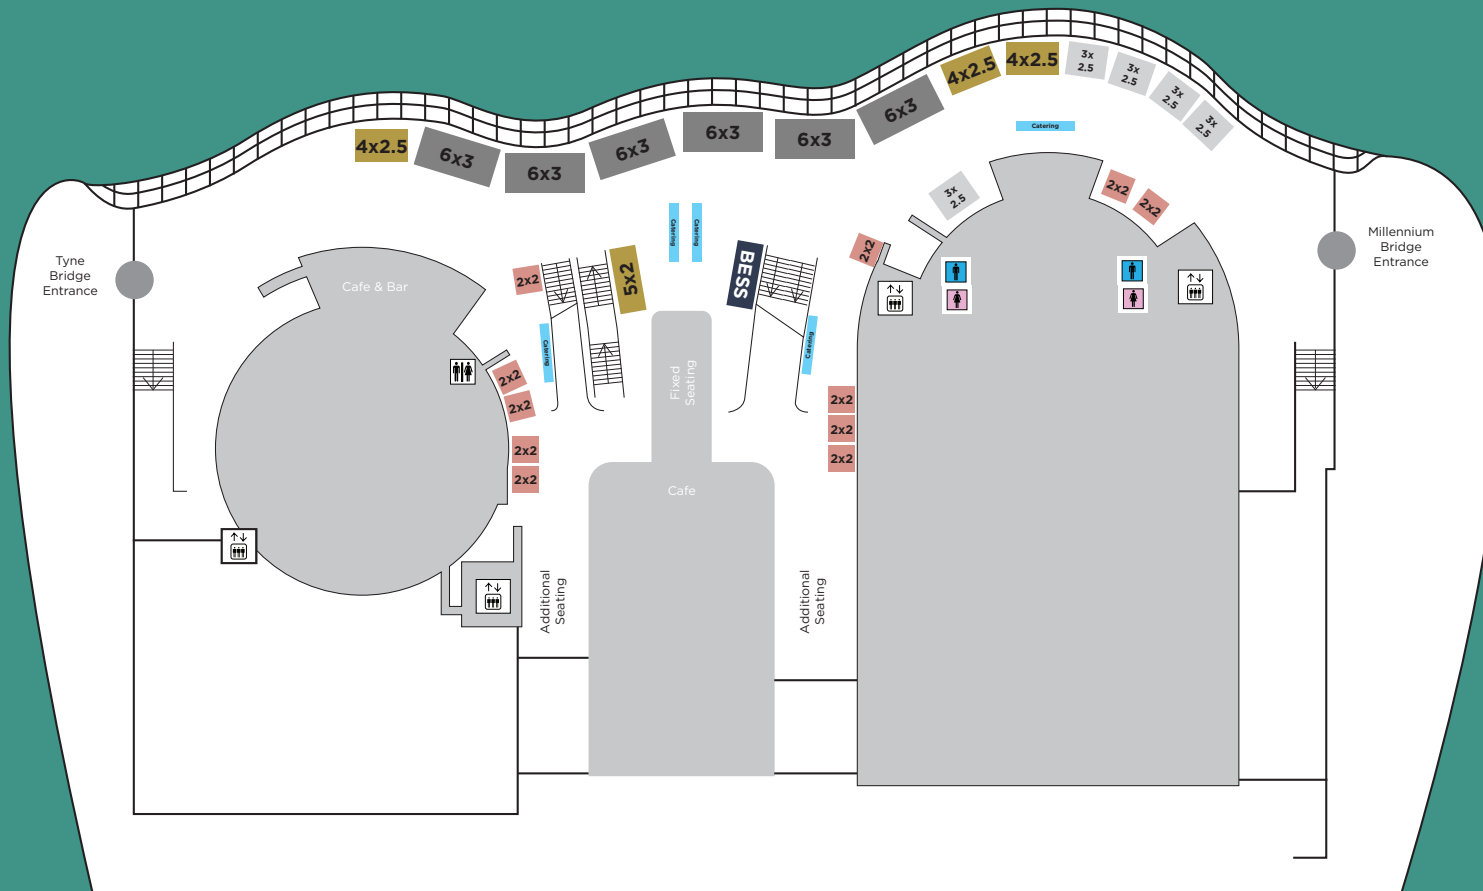 4x2.5
4x2.5
3x
2.5
3x
2.5
3x
2.5
3x
2.5
4x2.5
6x3
6x3
6x3
6x3
6x3
6x3
Catering
3x
2.5
2x2
2x2
2x2
Catering
Catering
Tyne
Bridge
Entrance
Millennium
Bridge
Entrance
Cafe & Bar
2x2
5x2
BESS
Catering
Catering
2x2
2x2
2x2
2x2
Fixed
Seating
2x2
2x2
2x2
Cafe
Additional
Seating
Additional
Seating